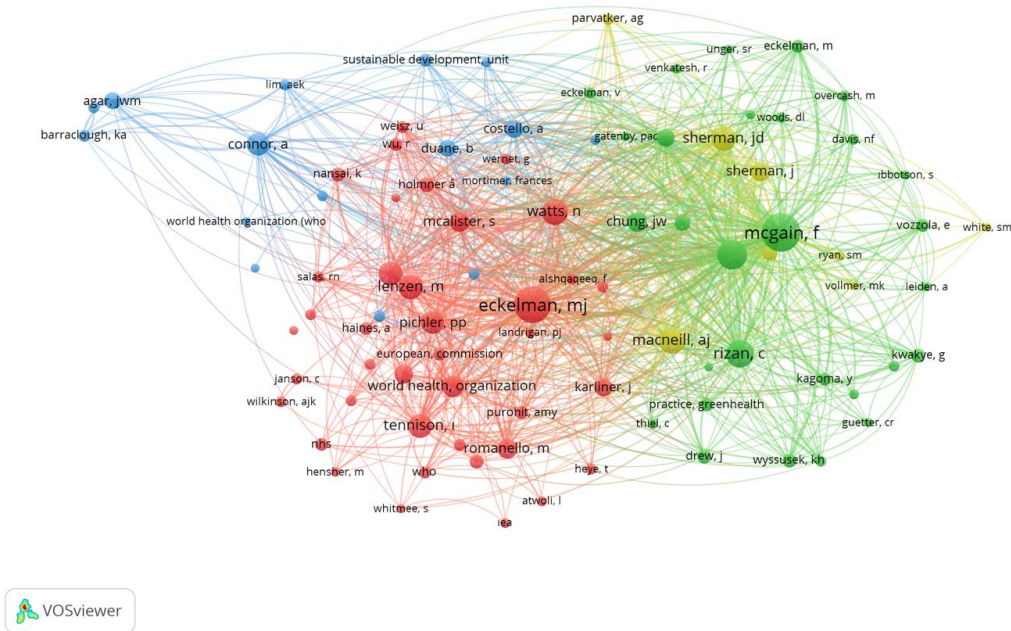 parvatker, ag
unger, sr
eckelman, m
sustainable development, unit
venkatesh, r
lim, aek
agar, jwm
eckelman, v
overcash, m
woods, dl
weisz, u
costello, a
barraclough, ka
gatenby, pac
sherman, jd
davis, nf
connor, a
wu, r
duane, b
wernet, g
nansai, k
holmner å
mortimer, frances
sherman, j
ibbotson, s
world health organization (who
mcalister, s
watts, n
chung, jw
mcgain, f
vozzola, e
white, sm
ryan, sm
salas, rn
lenzen, m
alshqaqeeq, f
vollmer, mk
leiden, a
eckelman, mj
haines, a
pichler, pp
landrigan, pj
macneill, aj
rizan, c
kwakye, g
european, commission
janson, c
world health, organization
karliner, j
kagoma, y
wilkinson, ajk
purohit, amy
practice, greenhealth
tennison, i
thiel, c
guetter, cr
nhs
romanello, m
drew, j
wyssusek, kh
hensher, m
who
heye, t
whitmee, s
atwoli, l
iea
VOSviewer